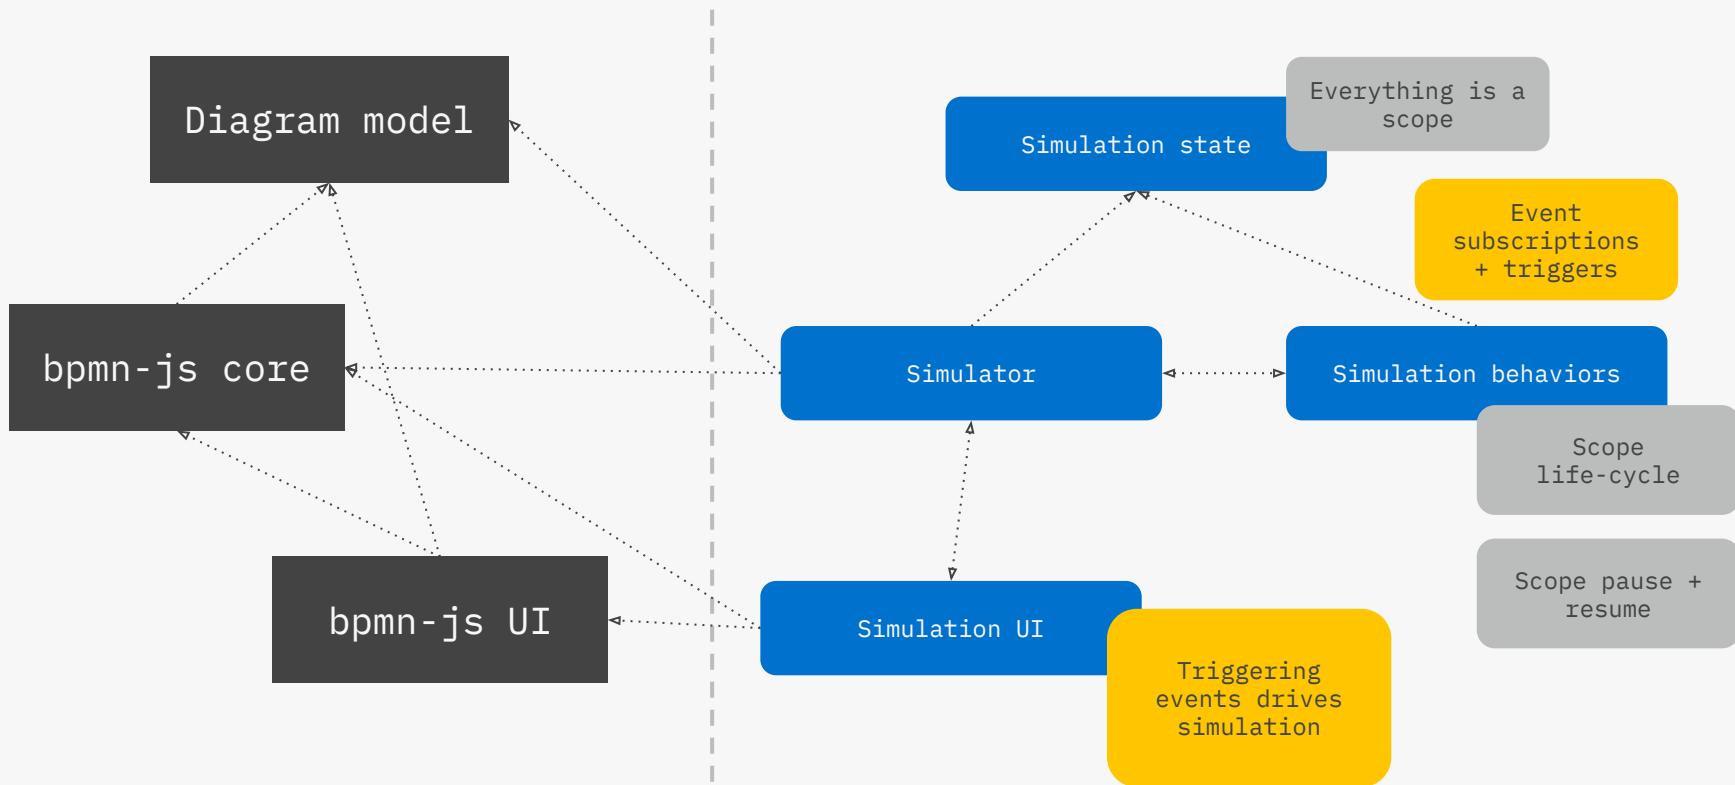 Diagram model
Everything is a
scope
Simulation state
Event
subscriptions
+ triggers
bpmn-js core
Simulator
Simulation behaviors
Scope
life-cycle
Scope pause +
resume
bpmn-js UI
Simulation UI
Triggering
events drives
simulation